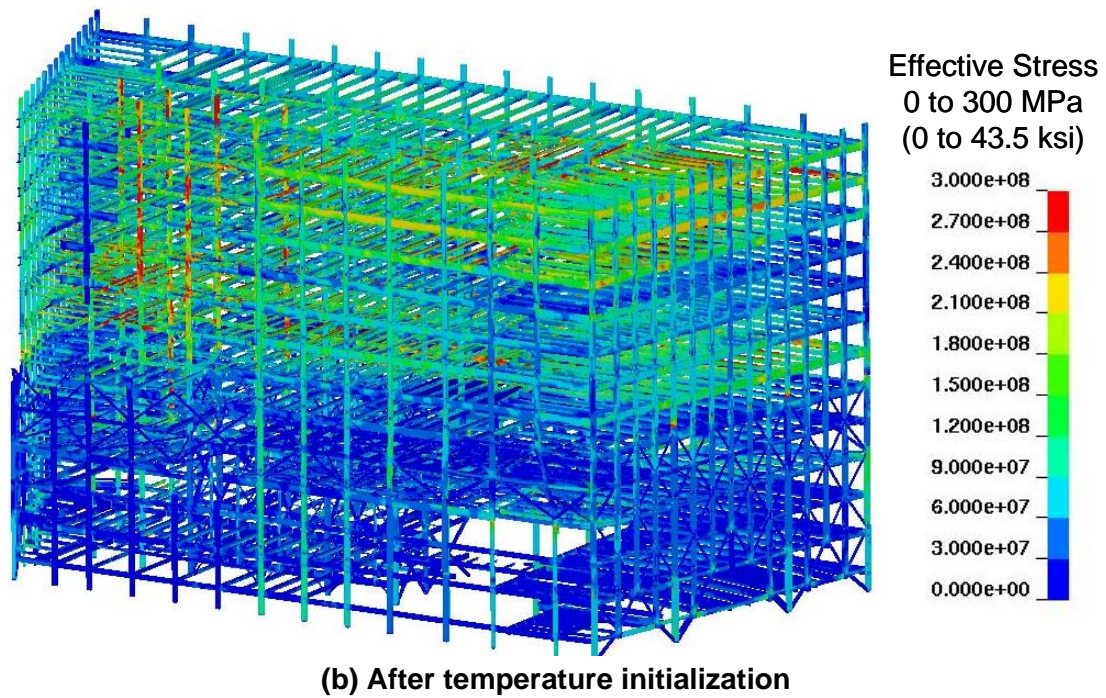 Effective Stress
0 to 300 MPa
(0 to 43.5 ksi)
3.000e+08
2.700e+08
2.400e+08
2.100e+08
1.800e+08
1.500e+08
1.200e+08
9.000e+07
6.000e+07
3.000e+07
0.000e+00
(b) After temperature initialization